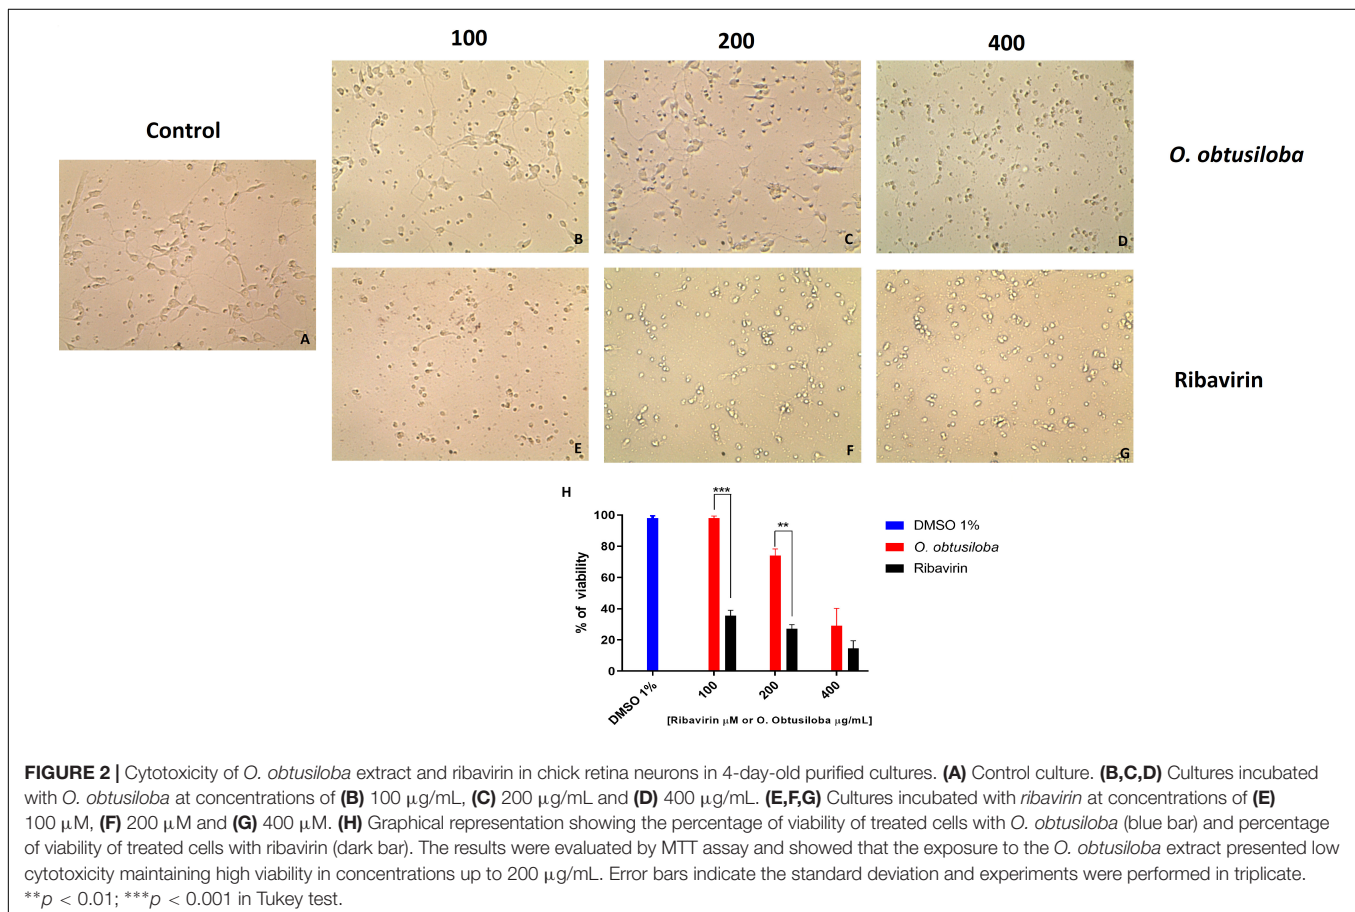 100
200
400
Control
O. obtusiloba
A
B
C
D
Ribavirin
E
F
G
H
***
**
% of viability
100
80
60
40
20
0
DMSO 1%
100
200
400
[Ribavirin μM or O. Obtusiloba μg/mL]
DMSO 1%
O. obtusiloba
Ribavirin
FIGURE 2 | Cytotoxicity of O. obtusiloba extract and ribavirin in chick retina neurons in 4-day-old purified cultures. (A) Control culture. (B,C,D) Cultures incubated
with O. obtusiloba at concentrations of (B) 100 μg/mL, (C) 200 μg/mL and (D) 400 μg/mL. (E,F,G) Cultures incubated with ribavirin at concentrations of (E)
100 μM, (F) 200 μM and (G) 400 μM. (H) Graphical representation showing the percentage of viability of treated cells with O. obtusiloba (blue bar) and percentage
of viability of treated cells with ribavirin (dark bar). The results were evaluated by MTT assay and showed that the exposure to the O. obtusiloba extract presented low
cytotoxicity maintaining high viability in concentrations up to 200 μg/mL. Error bars indicate the standard deviation and experiments were performed in triplicate.
**p < 0.01; ***p < 0.001 in Tukey test.